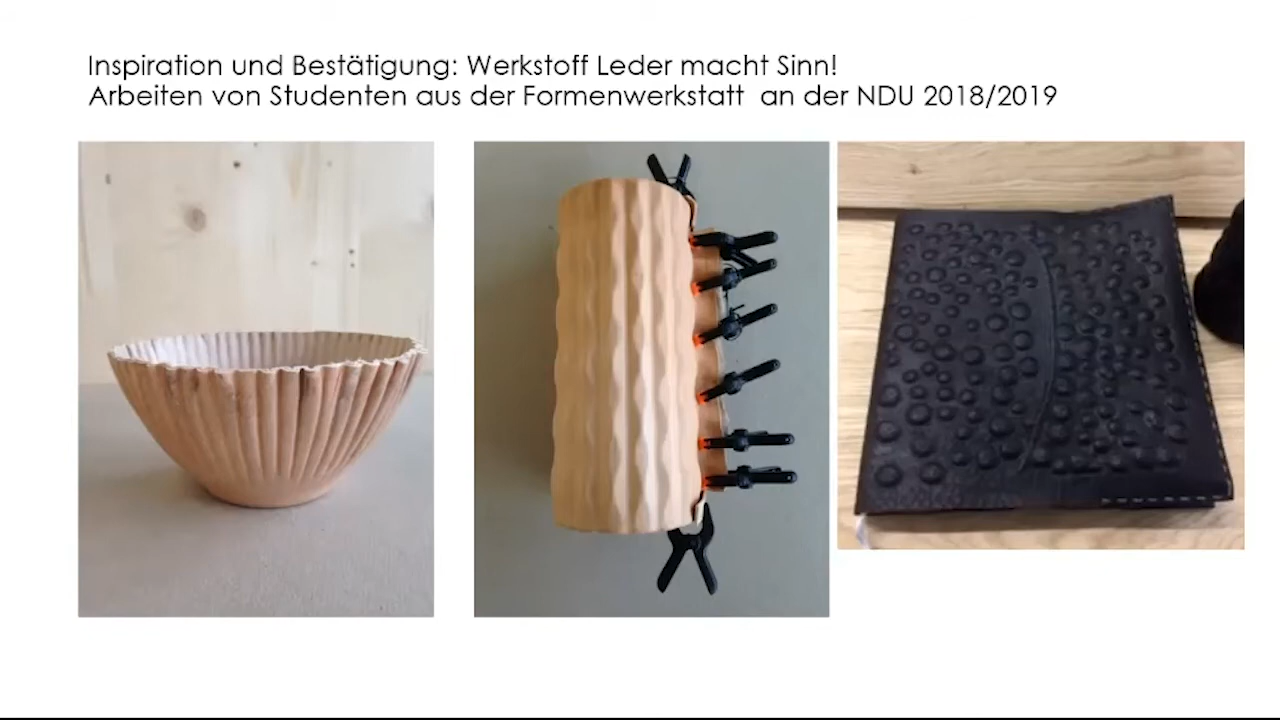 Inspiration und Bestätigung: Werkstoff Leder macht Sinn!
Arbeiten von Studenten aus der Formenwerkstatt an der NDU 2018/2019